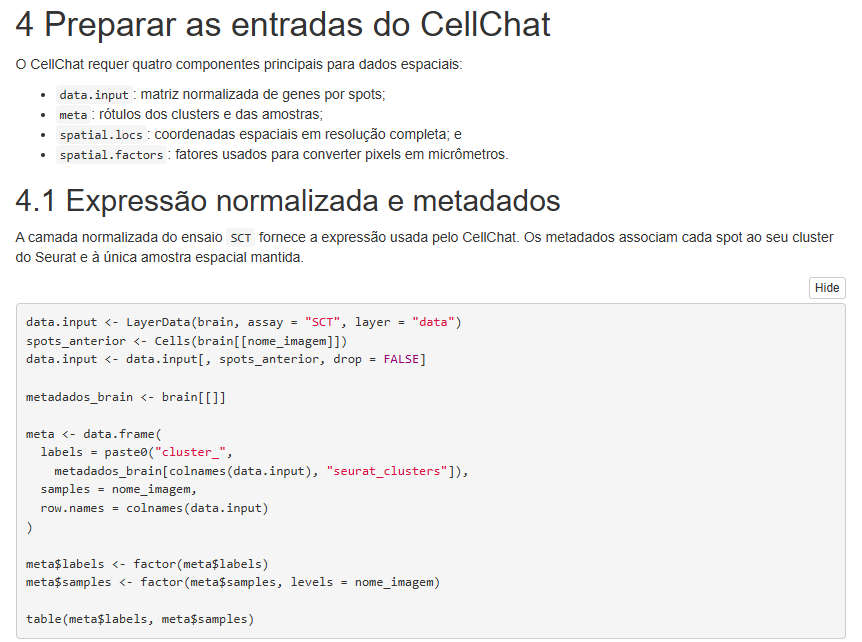 4 Preparar as entradas do CellChat
O CellChat requer quatro componentes principais para dados espaciais:
• data.input : matriz normalizada de genes por spots;
• meta : rótulos dos clusters e das amostras;
• spatial.locs : coordenadas espaciais em resolução completa; e
• spatial.factors : fatores usados para converter pixels em micrômetros.
4.1 Expressão normalizada e metadados
A camada normalizada do ensaio SCT fornece a expressão usada pelo CellChat. Os metadados associam cada spot ao seu cluster
do Seurat e à única amostra espacial mantida.
Hide
data.input <- LayerData(brain, assay = "SCT", layer = "data")
spots_anterior <- Cells(brain[[nome_imagem]])
data.input <- data.input[, spots_anterior, drop = FALSE]

metadados_brain <- brain[[]]

meta <- data.frame(
  labels = paste0("cluster_",
    metadados_brain[colnames(data.input), "seurat_clusters"]),
  samples = nome_imagem,
  row.names = colnames(data.input)
)

meta$labels <- factor(meta$labels)
meta$samples <- factor(meta$samples, levels = nome_imagem)

table(meta$labels, meta$samples)